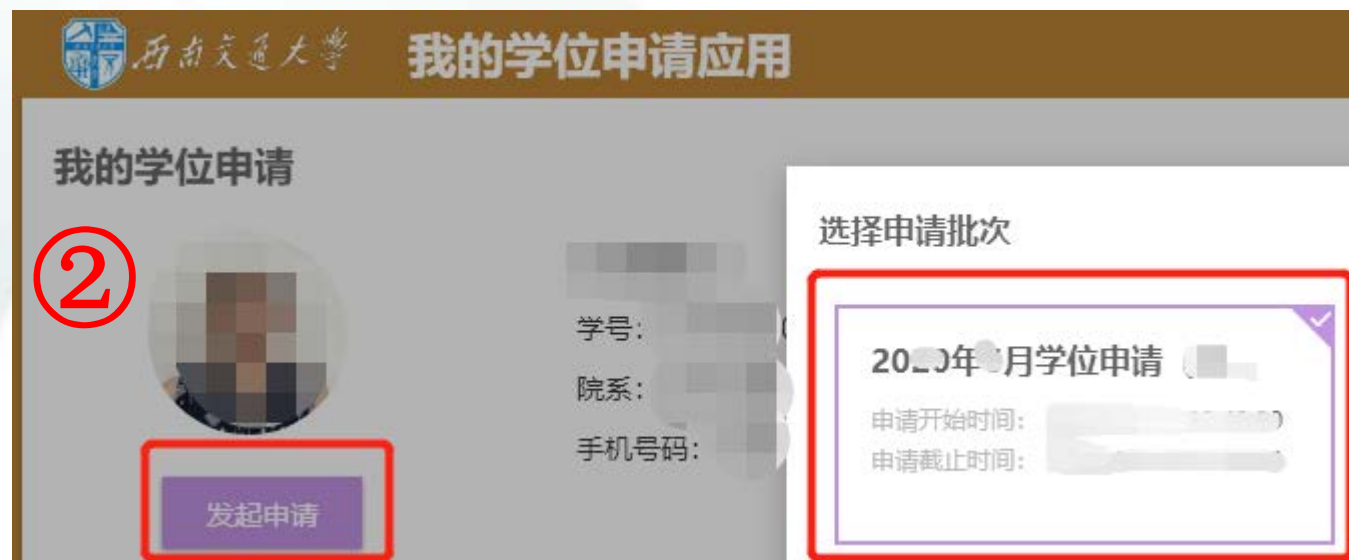 西南交通大学 我的学位申请应用
我的学位申请
②
学号：
院系：
手机号码：
发起申请
选择申请批次
月学位申请
申请开始时间：
申请截止时间：